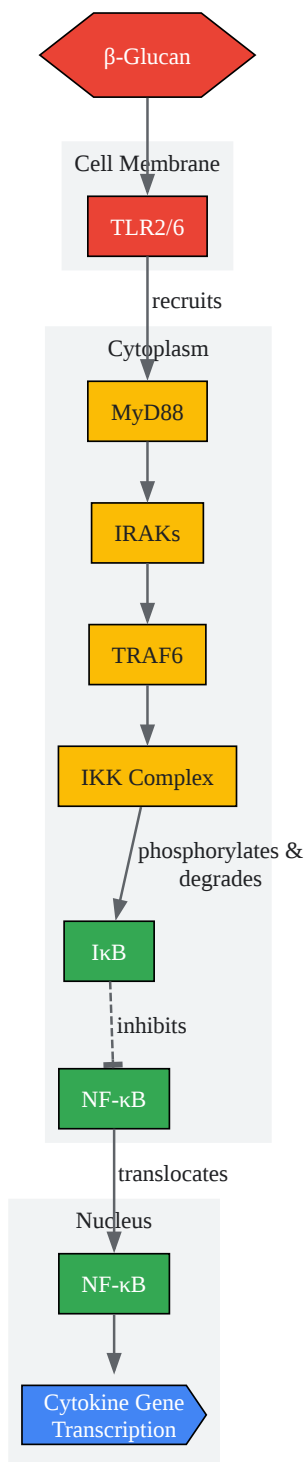 β-Glucan
Cell Membrane
TLR2/6
recruits
Cytoplasm
MyD88
IRAKs
TRAF6
IKK Complex
phosphorylates &
degrades
IκB
inhibits
NF-κB
translocates
Nucleus
NF-κB
Cytokine Gene
Transcription